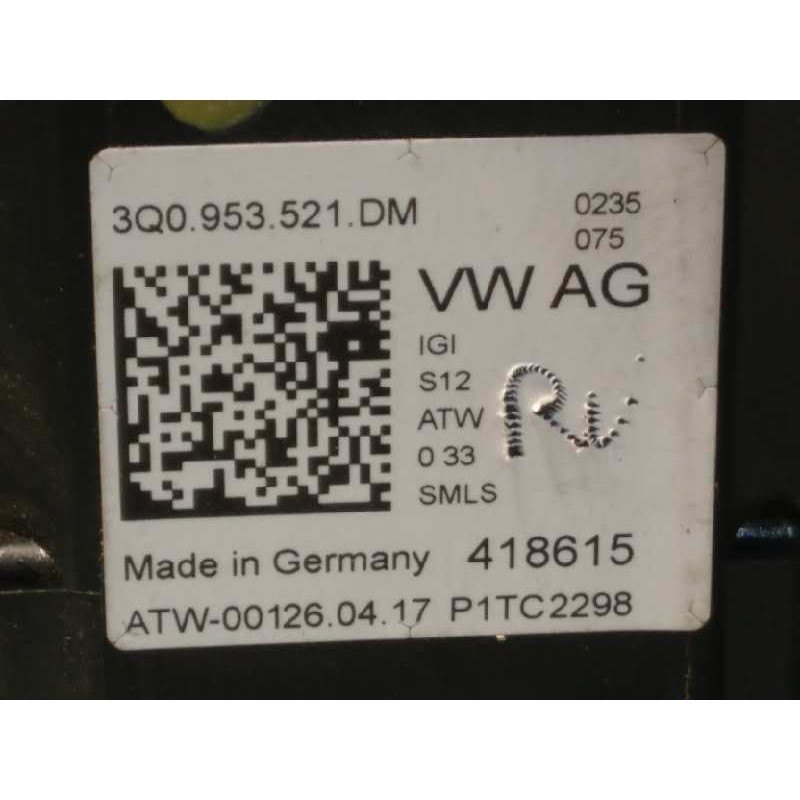 3Q0.953.521.DM
0235
075
VW AG
IGI
S12
ATW
0 33
SMLS
Made in Germany 418615
ATW-00126.04.17 P1TC2298